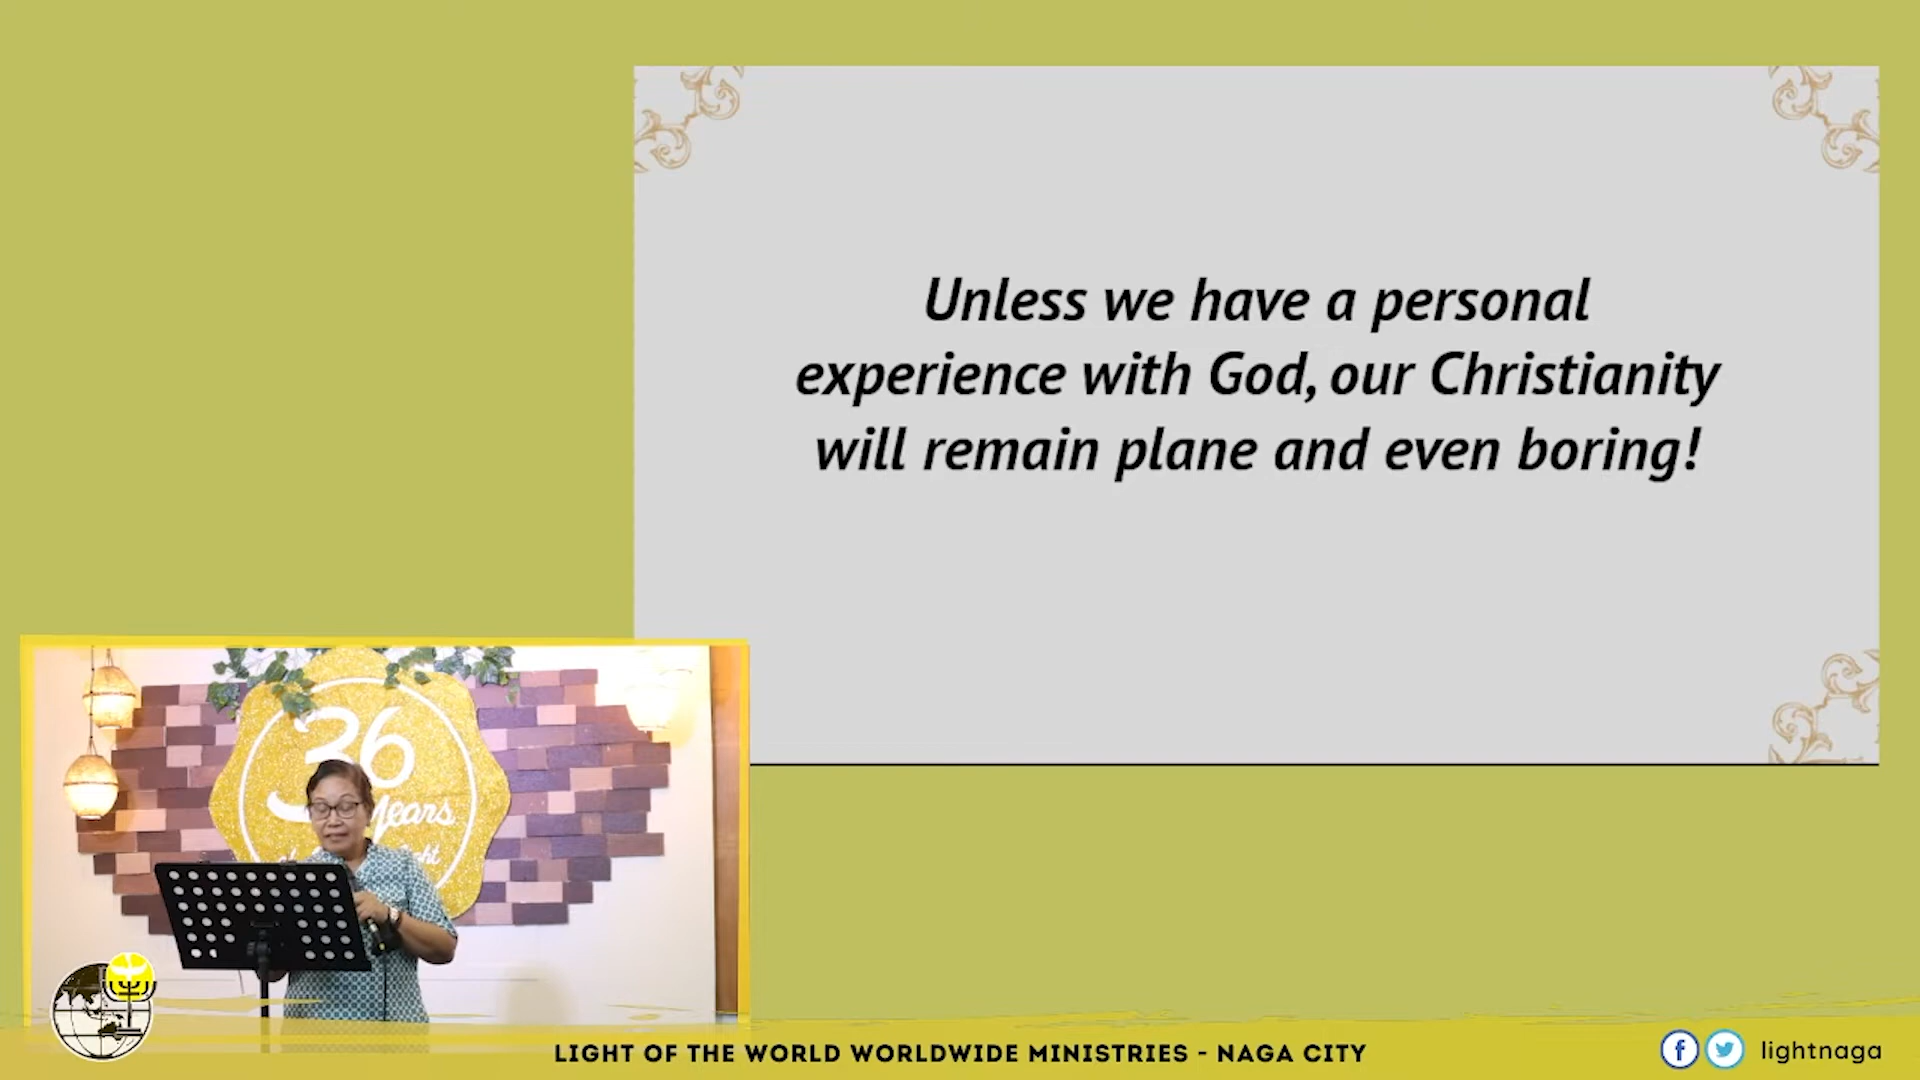 Unless we have a personal
experience with God, our Christianity
will remain plane and even boring!
36
Years
LIGHT OF THE WORLD WORLDWIDE MINISTRIES - NAGA CITY
lightnaga